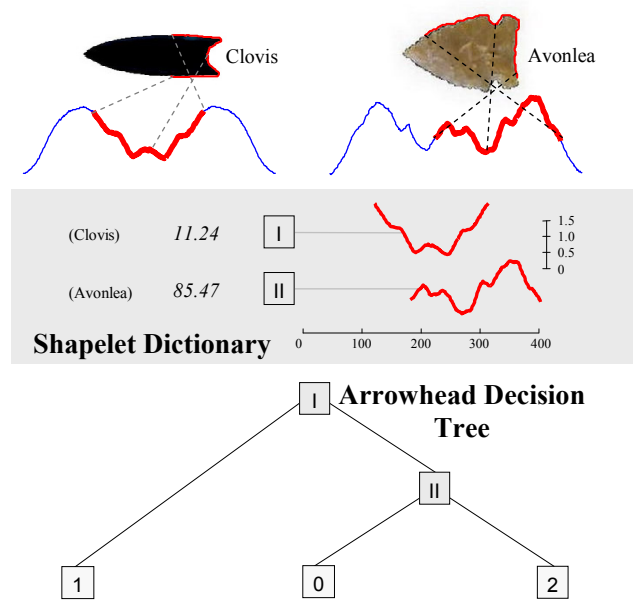 Clovis
Avonlea
(Clovis) 11.24 I
1.5
1.0
0.5
0
(Avonlea) 85.47 II
Shapelet Dictionary
0 100 200 300 400
I
Arrowhead Decision
Tree
II
1 0 2